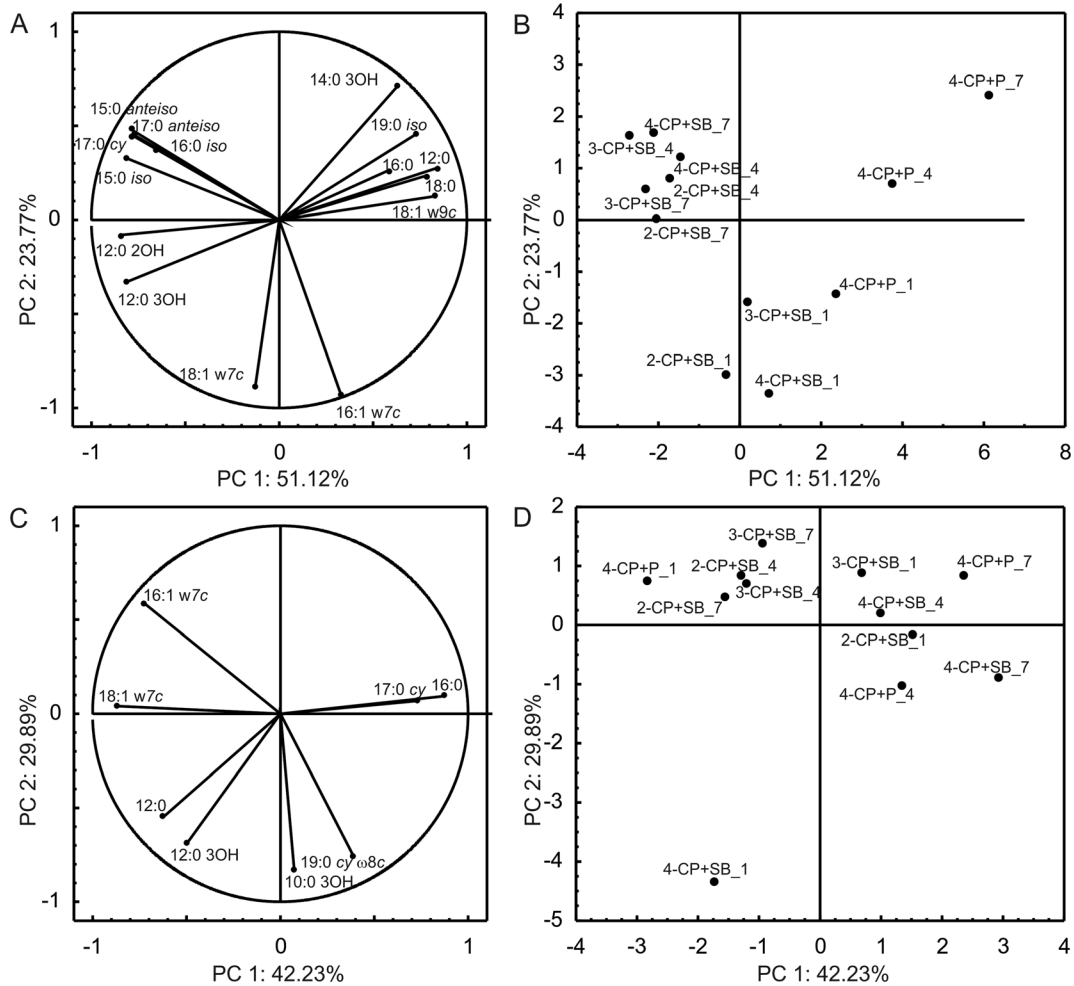 A
1
14:0 3OH
15:0 anteiso
17:0 anteiso
19:0 iso
17:0 cy
16:0 iso
16:0
12:0
15:0 iso
18:0
18:1 w9c
0
12:0 2OH
12:0 3OH
18:1 w7c
16:1 w7c
-1
-1
0
1
PC 2: 23.77%
PC 1: 51.12%
B
4
3
2
1
0
-1
-2
-3
-4
4-CP+P_7
4-CP+SB_7
3-CP+SB_4
4-CP+SB_4
4-CP+P_4
2-CP+SB_4
3-CP+SB_7
2-CP+SB_7
4-CP+P_1
3-CP+SB_1
2-CP+SB_1
4-CP+SB_1
-4
-2
0
2
4
6
8
PC 2: 23.77%
PC 1: 51.12%
C
1
16:1 w7c
18:1 w7c
17:0 cy
16:0
0
12:0
12:0 3OH
19:0 cy ω8c
10:0 3OH
-1
-1
0
1
PC 2: 29.89%
PC 1: 42.23%
D
2
1
0
-1
-2
-3
-4
-5
3-CP+SB_7
4-CP+P_1
2-CP+SB_4
3-CP+SB_1
4-CP+P_7
3-CP+SB_4
2-CP+SB_7
4-CP+SB_4
2-CP+SB_1
4-CP+SB_7
4-CP+P_4
4-CP+SB_1
-4
-3
-2
-1
0
1
2
3
4
PC 2: 29.89%
PC 1: 42.23%